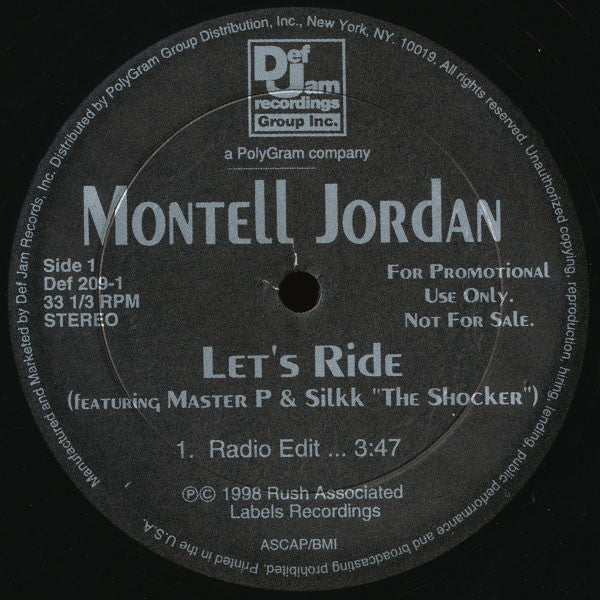 Def
Jam
recordings
Group Inc.
a PolyGram company
Montell Jordan
Side 1
Def 209-1
33 1/3 RPM
STEREO
For Promotional
Use Only.
Not For Sale.
Let's Ride
(featuring Master P & Silkk "The Shocker")
1. Radio Edit ... 3:47
℗© 1998 Rush Associated
Labels Recordings
ASCAP/BMI
Manufactured and Marketed by Def Jam Records, Inc. Distributed by PolyGram Group Distribution, Inc., New York, NY. 10019. All rights reserved. Unauthorized copying, reproduction, hiring, lending, public performance and broadcasting prohibited. Printed in the U.S.A.